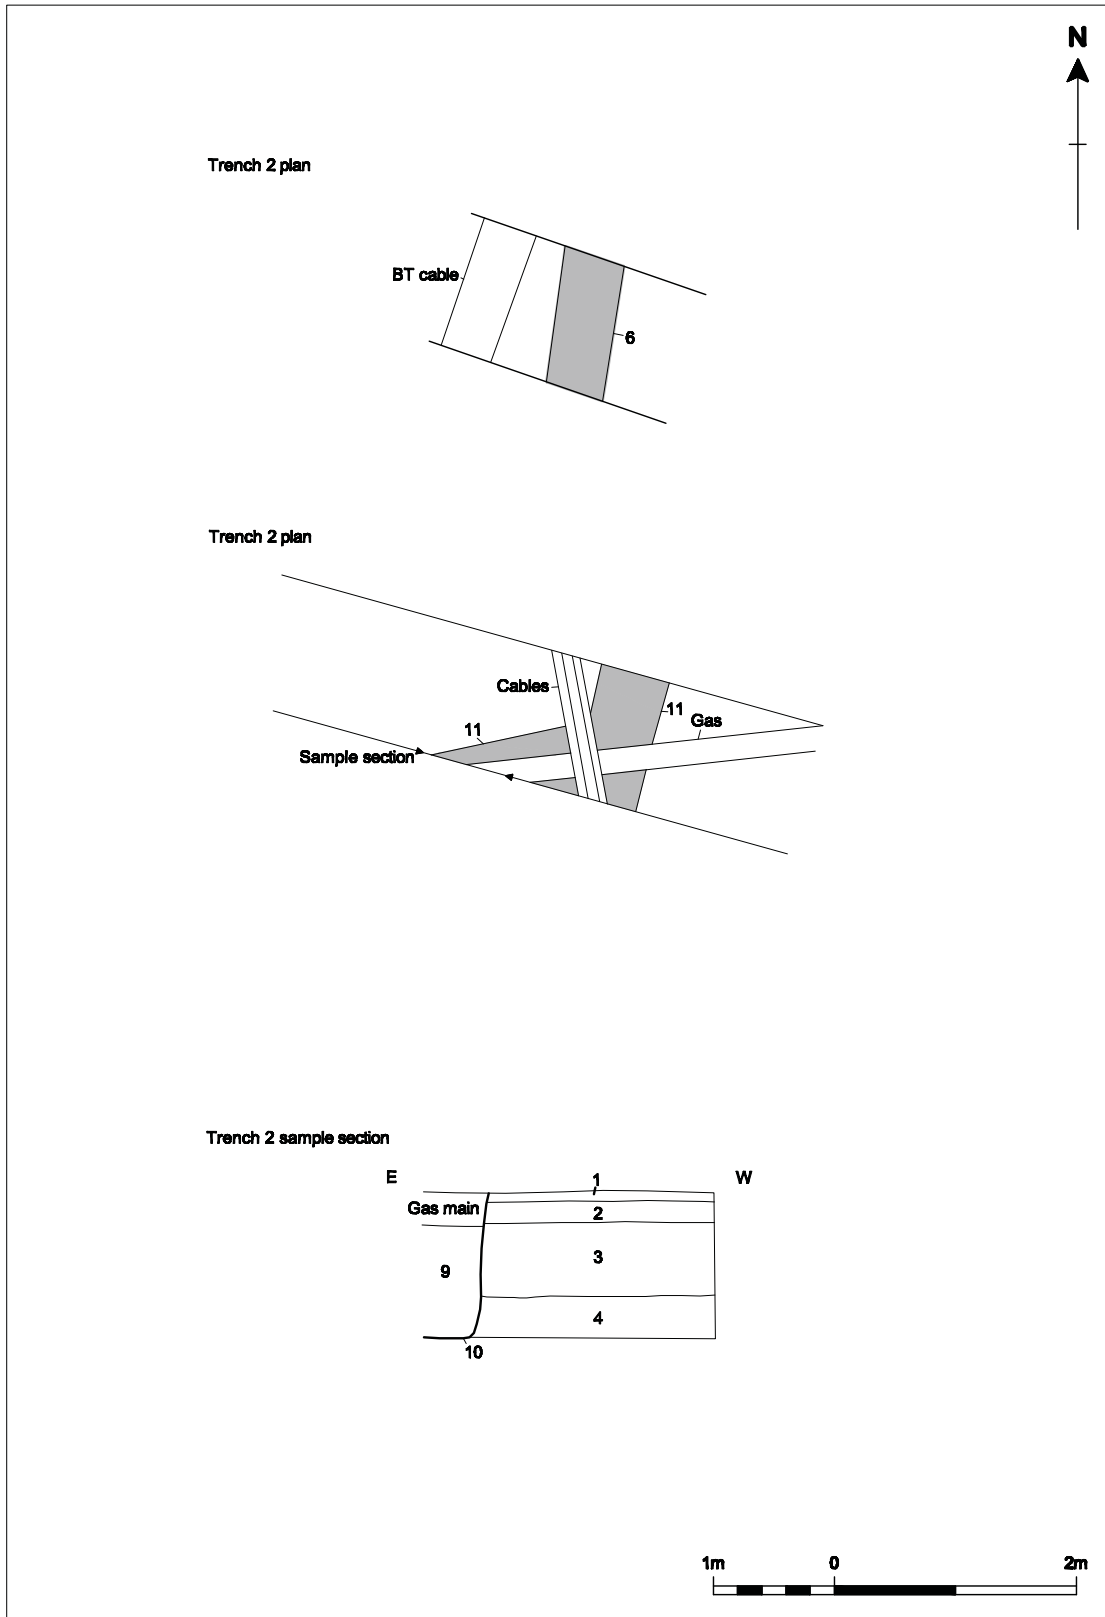 N
Trench 2 plan
BT cable
6
Trench 2 plan
Cables
11
Gas
11
Sample section
Trench 2 sample section
E
1
W
Gas main
2
3
9
4
10
1m 0 2m